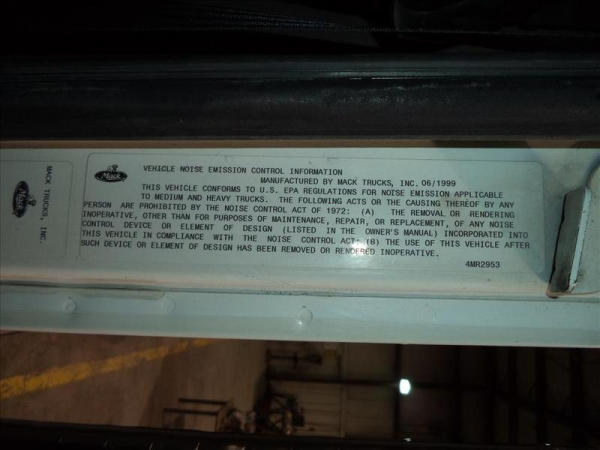 MACK TRUCKS, INC.
Mack
Mack
VEHICLE NOISE EMISSION CONTROL INFORMATION
MANUFACTURED BY MACK TRUCKS, INC. 06/1999
THIS VEHICLE CONFORMS TO U.S. EPA REGULATIONS FOR NOISE EMISSION APPLICABLE
TO MEDIUM AND HEAVY TRUCKS. THE FOLLOWING ACTS OR THE CAUSING THEREOF BY ANY
PERSON ARE PROHIBITED BY THE NOISE CONTROL ACT OF 1972: (A) THE REMOVAL OR RENDERING
INOPERATIVE, OTHER THAN FOR PURPOSES OF MAINTENANCE, REPAIR, OR REPLACEMENT, OF ANY NOISE
CONTROL DEVICE OR ELEMENT OF DESIGN (LISTED IN THE OWNER'S MANUAL) INCORPORATED INTO
THIS VEHICLE IN COMPLIANCE WITH THE NOISE CONTROL ACT; (B) THE USE OF THIS VEHICLE AFTER
SUCH DEVICE OR ELEMENT OF DESIGN HAS BEEN REMOVED OR RENDERED INOPERATIVE.
4MR2953